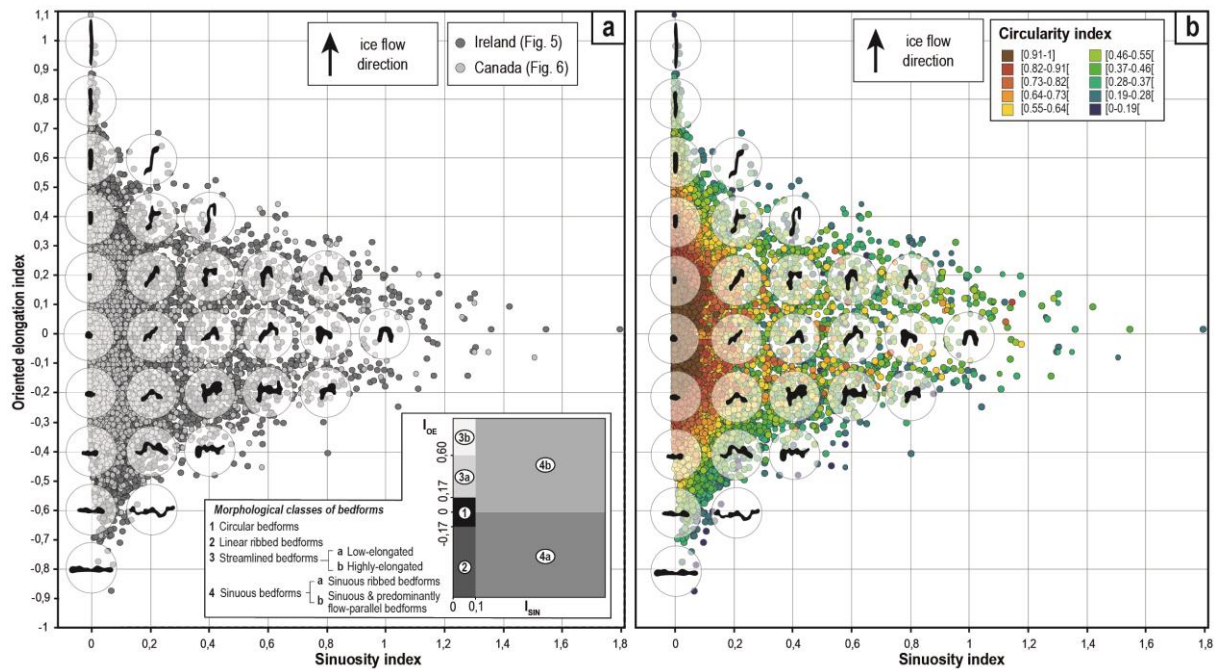 a
ice flow
direction
Ireland (Fig. 5)
Canada (Fig. 6)
Oriented elongation index
1,1
1
0,9
0,8
0,7
0,6
0,5
0,4
0,3
0,2
0,1
0
-0,1
-0,2
-0,3
-0,4
-0,5
-0,6
-0,7
-0,8
-0,9
-1
0
0,2
0,4
0,6
0,8
1
1,2
1,4
1,6
1,8
Sinuosity index
Morphological classes of bedforms
1 Circular bedforms
2 Linear ribbed bedforms
3 Streamlined bedforms
a Low-elongated
b Highly-elongated
4 Sinuous bedforms
a Sinuous ribbed bedforms
b Sinuous & predominantly
flow-parallel bedforms
IOE
0,60
0,17
0
-0,17
3b
3a
1
2
4b
4a
0
0,1
ISIN
b
ice flow
direction
Circularity index
[0.91-1]
[0.82-0.91[
[0.73-0.82[
[0.64-0.73[
[0.55-0.64[
[0.46-0.55[
[0.37-0.46[
[0.28-0.37[
[0.19-0.28[
[0-0.19[
0
0,2
0,4
0,6
0,8
1
1,2
1,4
1,6
1,8
Sinuosity index